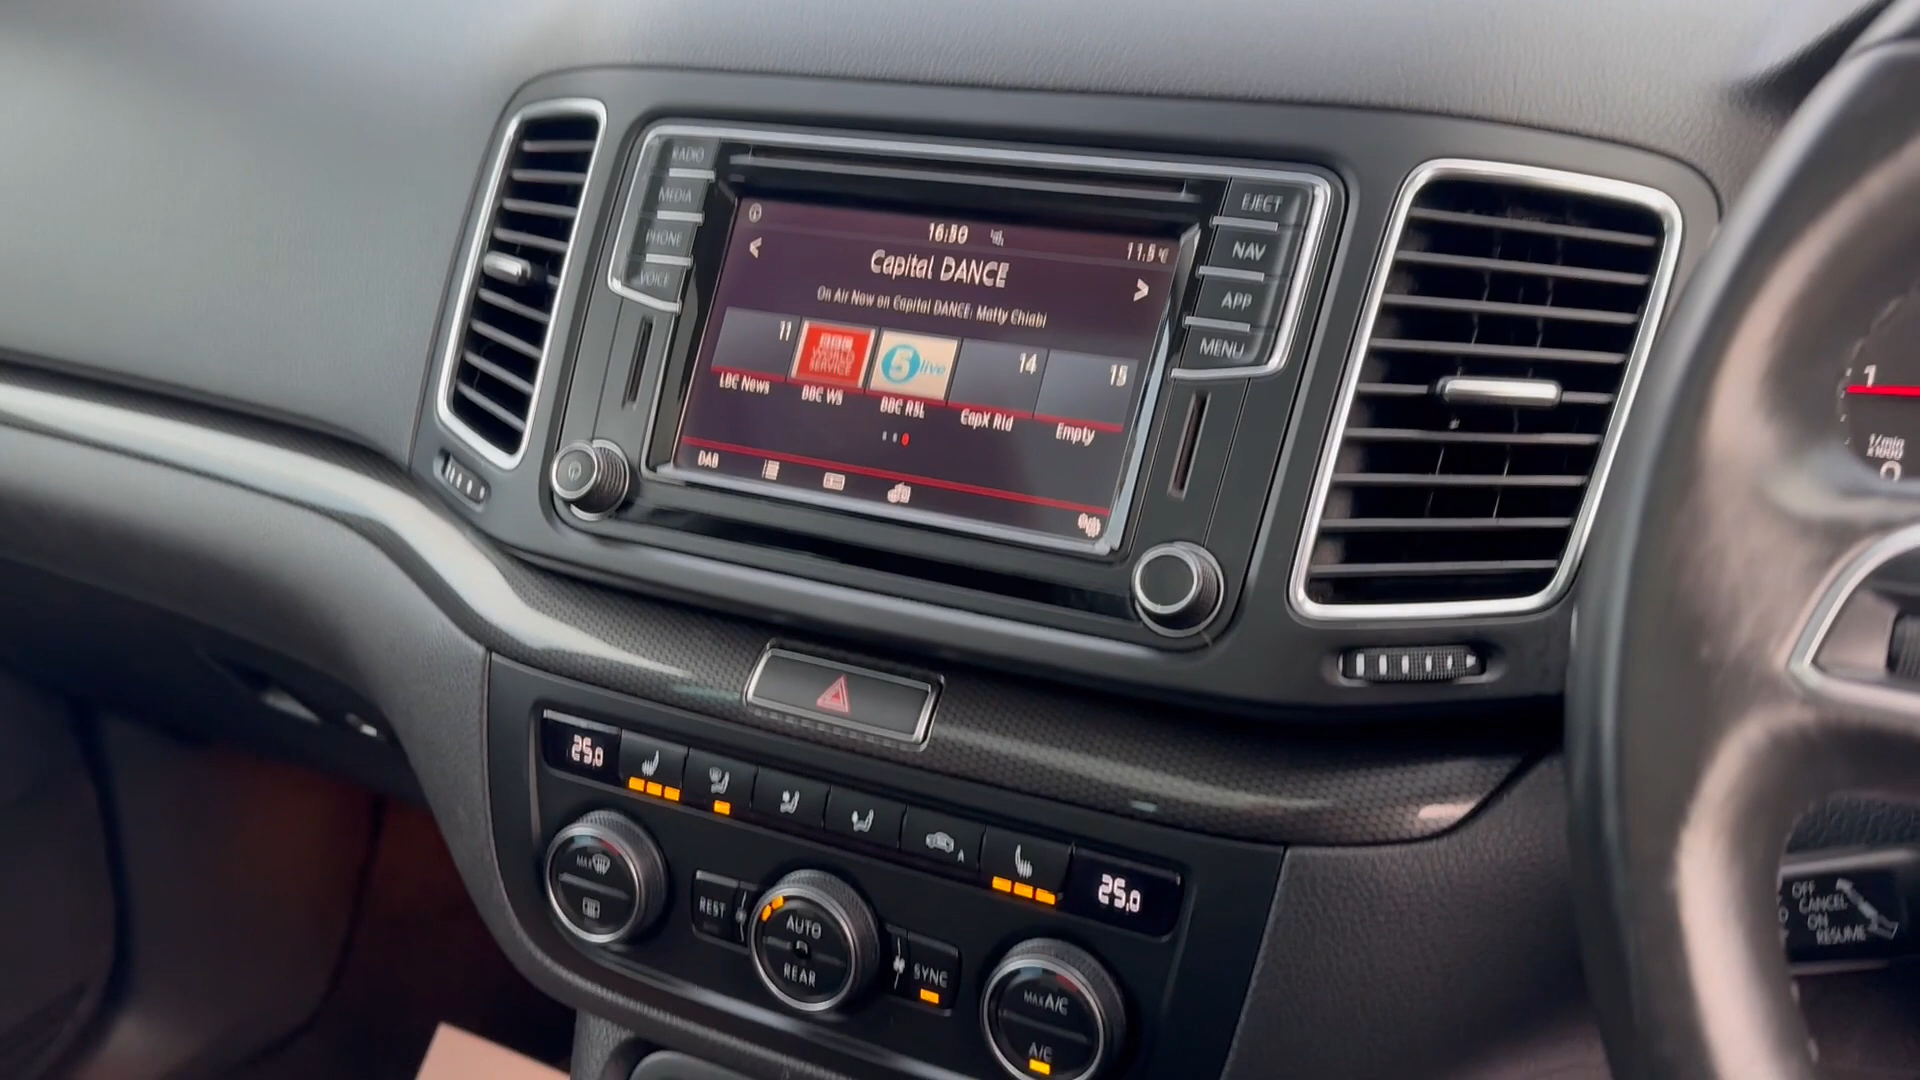 RADIO
MEDIA
PHONE
VOICE
EJECT
NAV
APP
MENU
16:50
11.5°C
<
Capital DANCE
>
On Air Now on Capital DANCE: Matty Chiabi
11
BBC
WORLD
SERVICE
5 live
14
15
LBC News
BBC WS
BBC R5L
CapX Rld
Empty
DAB
25.0
A
25.0
MAX
REST
AUTO
REAR
SYNC
MAX A/C
A/C
1
1/min
x1000
0
OFF
CANCEL
ON
RESUME